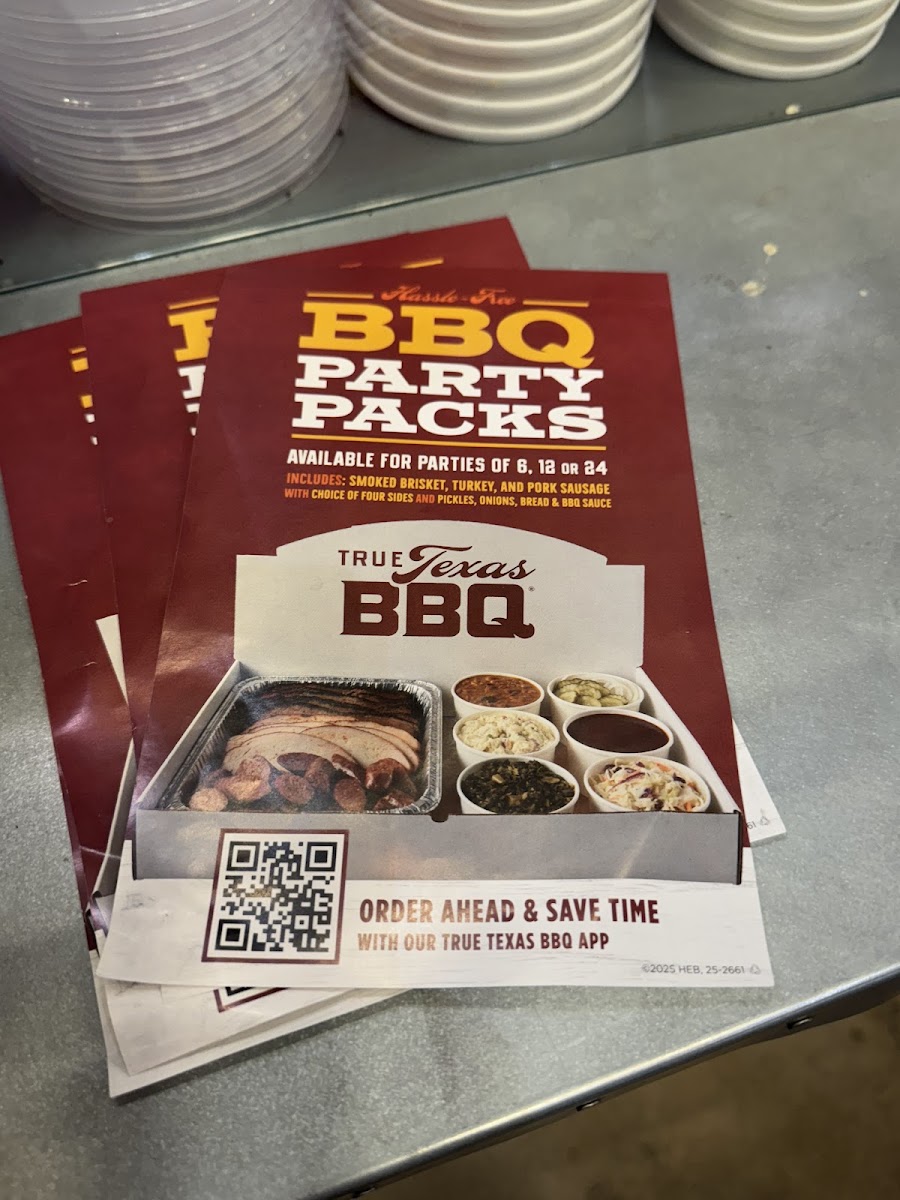 Hassle-Free
BBQ
PARTY
PACKS
AVAILABLE FOR PARTIES OF 6, 12 OR 24
INCLUDES: SMOKED BRISKET, TURKEY, AND PORK SAUSAGE
WITH CHOICE OF FOUR SIDES AND PICKLES, ONIONS, BREAD & BBQ SAUCE
TRUE Texas
BBQ®
ORDER AHEAD & SAVE TIME
WITH OUR TRUE TEXAS BBQ APP
©2025 HEB, 25-2661